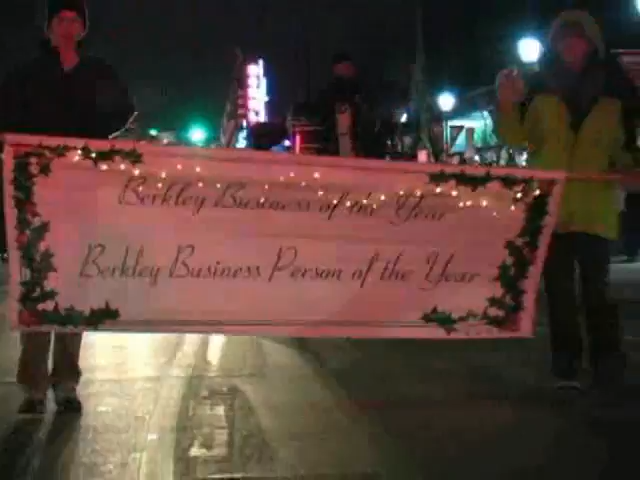 Berkley Business of the Year
Berkley Business Person of the Year